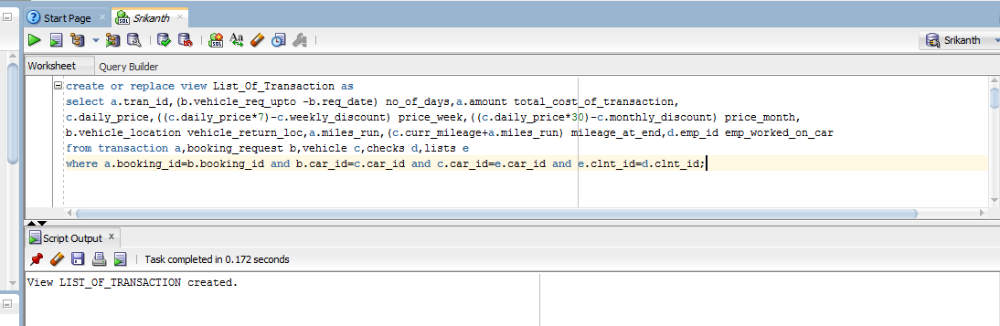 Start Page × Srikanth ×
SQL Srikanth
Worksheet Query Builder
create or replace view List_Of_Transaction as
select a.tran_id,(b.vehicle_req_upto -b.req_date) no_of_days,a.amount total_cost_of_transaction,
c.daily_price,((c.daily_price*7)-c.weekly_discount) price_week,((c.daily_price*30)-c.monthly_discount) price_month,
b.vehicle_location vehicle_return_loc,a.miles_run,(c.curr_mileage+a.miles_run) mileage_at_end,d.emp_id emp_worked_on_car
from transaction a,booking_request b,vehicle c,checks d,lists e
where a.booking_id=b.booking_id and b.car_id=c.car_id and c.car_id=e.car_id and e.clnt_id=d.clnt_id;
Script Output x
Task completed in 0.172 seconds
View LIST_OF_TRANSACTION created.